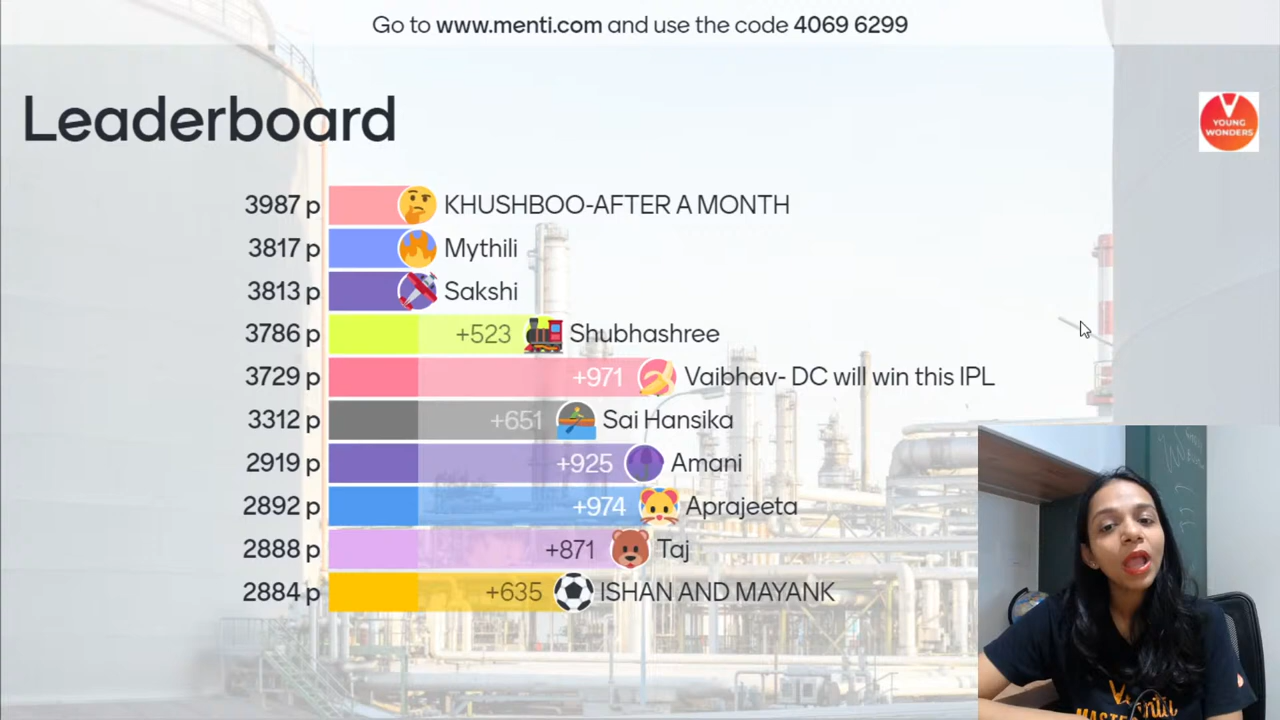 Go to www.menti.com and use the code 4069 6299
Leaderboard
YOUNG
WONDERS
3987 p KHUSHBOO-AFTER A MONTH
3817 p Mythili
3813 p Sakshi
3786 p +523 Shubhashree
3729 p +971 Vaibhav- DC will win this IPL
3312 p +651 Sai Hansika
2919 p +925 Amani
2892 p +974 Aprajeeta
2888 p +871 Taj
2884 p +635 ISHAN AND MAYANK